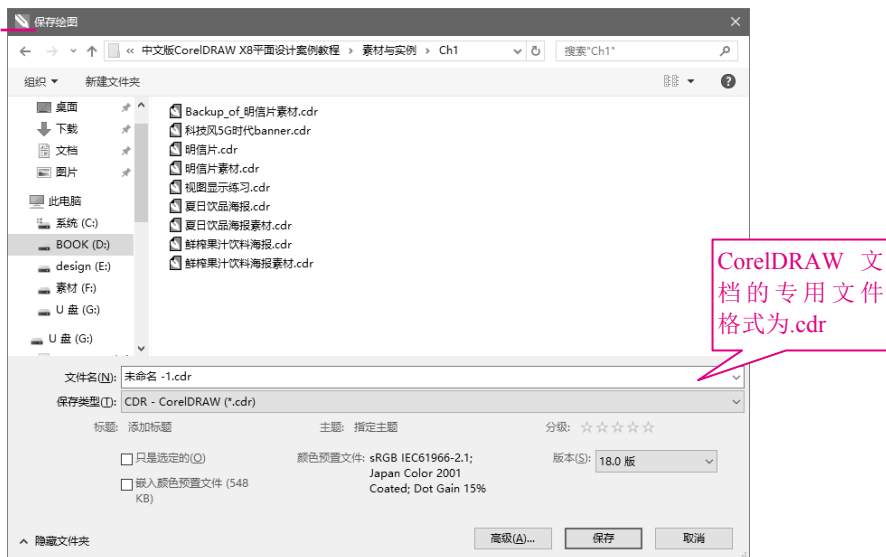 保存绘图
« 中文版CorelDRAW X8平面设计案例教程 › 素材与实例 › Ch1
搜索"Ch1"
组织
新建文件夹
桌面
下载
文档
图片
此电脑
系统 (C:)
BOOK (D:)
design (E:)
素材 (F:)
U 盘 (G:)
U 盘 (G:)
Backup_of_明信片素材.cdr
科技风5G时代banner.cdr
明信片.cdr
明信片素材.cdr
视图显示练习.cdr
夏日饮品海报.cdr
夏日饮品海报素材.cdr
鲜榨果汁饮料海报.cdr
鲜榨果汁饮料海报素材.cdr
CorelDRAW 文
档的专用文件
格式为.cdr
文件名(N): 未命名 -1.cdr
保存类型(T): CDR - CorelDRAW (*.cdr)
标题: 添加标题
主题: 指定主题
分级: ☆☆☆☆☆
只是选定的(O)
嵌入颜色预置文件 (548
KB)
颜色预置文件: sRGB IEC61966-2.1;
Japan Color 2001
Coated; Dot Gain 15%
版本(S): 18.0 版
隐藏文件夹
高级(A)...
保存
取消